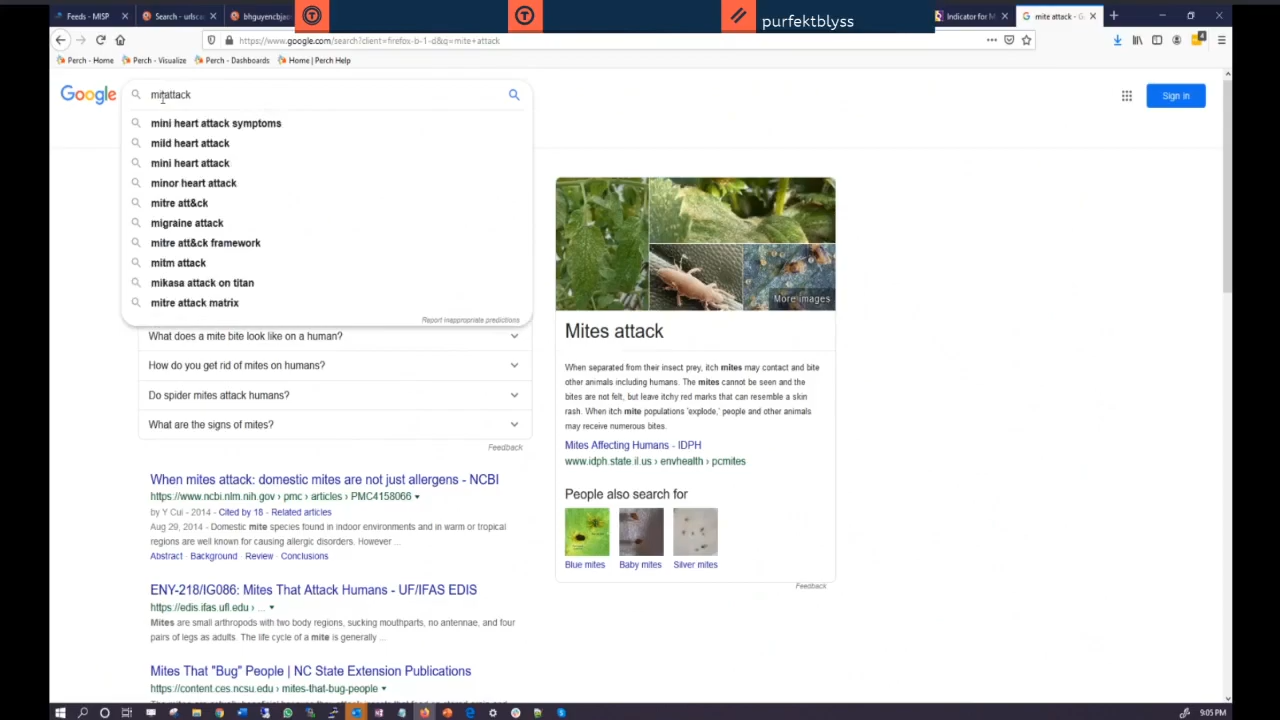 Feeds - MISP
Search - urlsca
bhguyencbjac
purfektblyss
Indicator for M
mite attack - G
https://www.google.com/search?client=firefox-b-1-d&q=mite+attack
Perch - Home
Perch - Visualize
Perch - Dashboards
Home | Perch Help
Google
mitattack
Sign in
mini heart attack symptoms
mild heart attack
mini heart attack
minor heart attack
mitre att&ck
migraine attack
mitre att&ck framework
mitm attack
mikasa attack on titan
mitre attack matrix
Report inappropriate predictions
What does a mite bite look like on a human?
How do you get rid of mites on humans?
Do spider mites attack humans?
What are the signs of mites?
Feedback
When mites attack: domestic mites are not just allergens - NCBI
https://www.ncbi.nlm.nih.gov › pmc › articles › PMC4158066
by Y Cui - 2014 - Cited by 18 - Related articles
Aug 29, 2014 - Domestic mite species found in indoor environments and in warm or tropical
regions are well known for causing allergic disorders. However ...
Abstract · Background · Review · Conclusions
ENY-218/IG086: Mites That Attack Humans - UF/IFAS EDIS
https://edis.ifas.ufl.edu › ...
Mites are small arthropods with two body regions, sucking mouthparts, no antennae, and four
pairs of legs as adults. The life cycle of a mite is generally ...
Mites That "Bug" People | NC State Extension Publications
https://content.ces.ncsu.edu › mites-that-bug-people
More images
Mites attack
When separated from their insect prey, itch mites may contact and bite
other animals including humans. The mites cannot be seen and the
bites are not felt, but leave itchy red marks that can resemble a skin
rash. When itch mite populations 'explode,' people and other animals
may receive numerous bites.
Mites Affecting Humans - IDPH
www.idph.state.il.us › envhealth › pcmites
People also search for
Blue mites
Baby mites
Silver mites
Feedback
9:05 PM